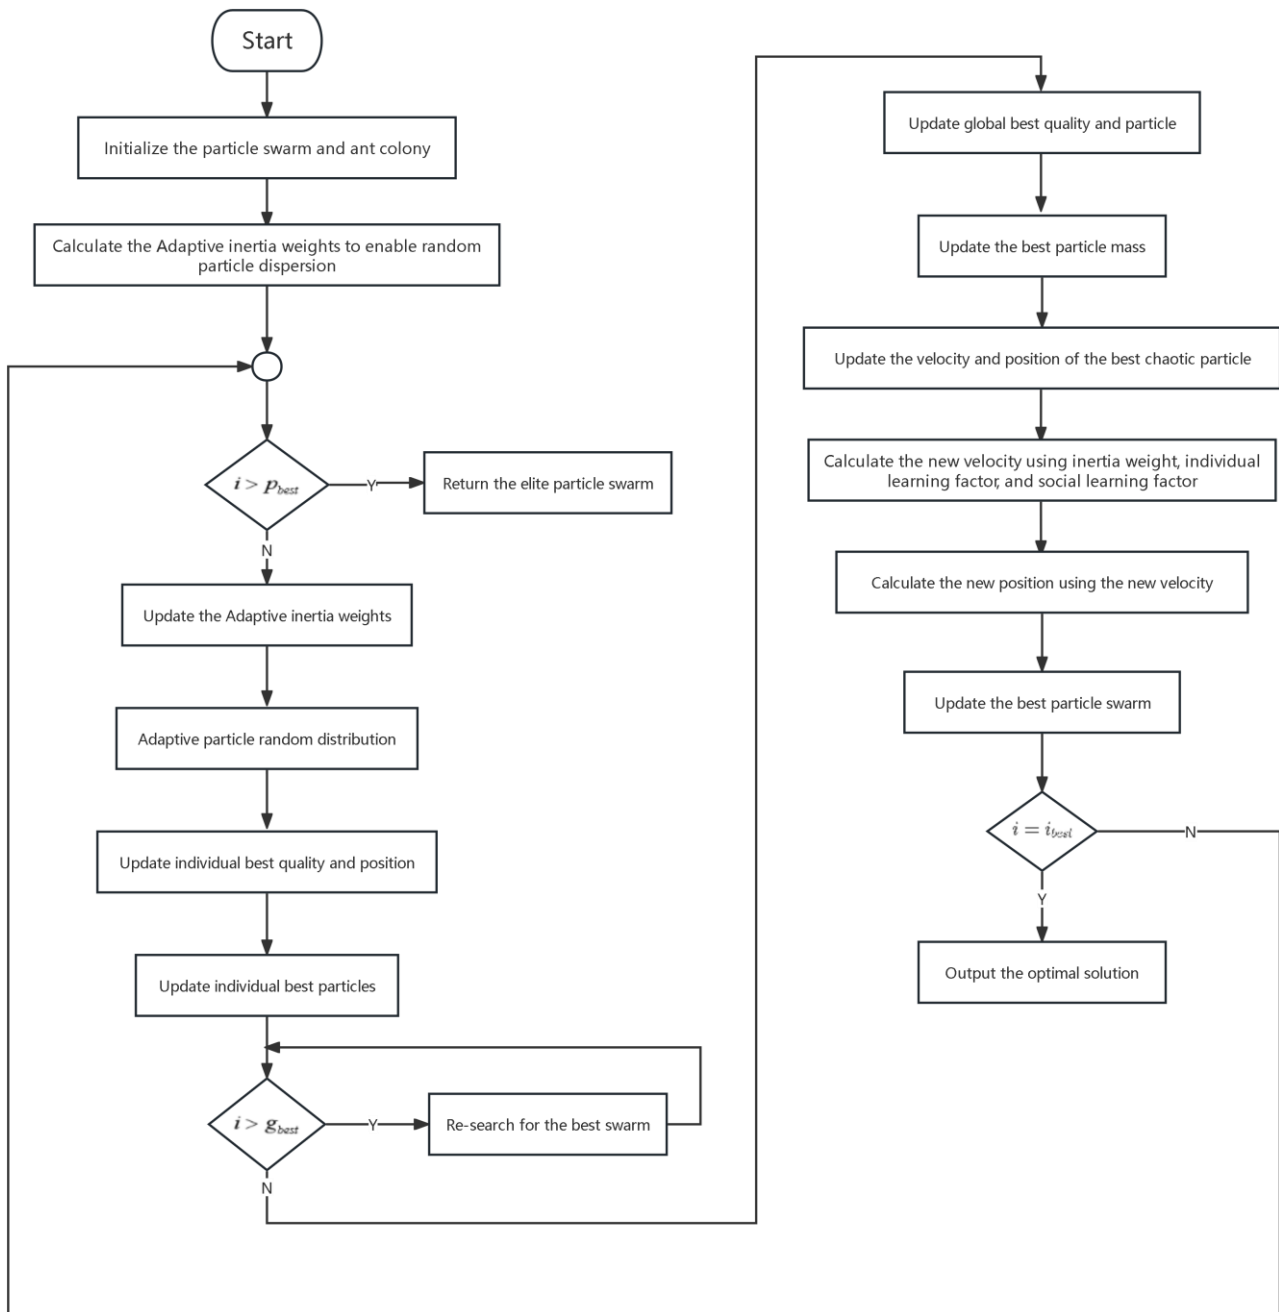 Start
Initialize the particle swarm and ant colony
Calculate the Adaptive inertia weights to enable random
particle dispersion
i > p_best
Y
Return the elite particle swarm
N
Update the Adaptive inertia weights
Adaptive particle random distribution
Update individual best quality and position
Update individual best particles
i > g_best
Y
Re-search for the best swarm
N
Update global best quality and particle
Update the best particle mass
Update the velocity and position of the best chaotic particle
Calculate the new velocity using inertia weight, individual
learning factor, and social learning factor
Calculate the new position using the new velocity
Update the best particle swarm
i = i_best
N
Y
Output the optimal solution